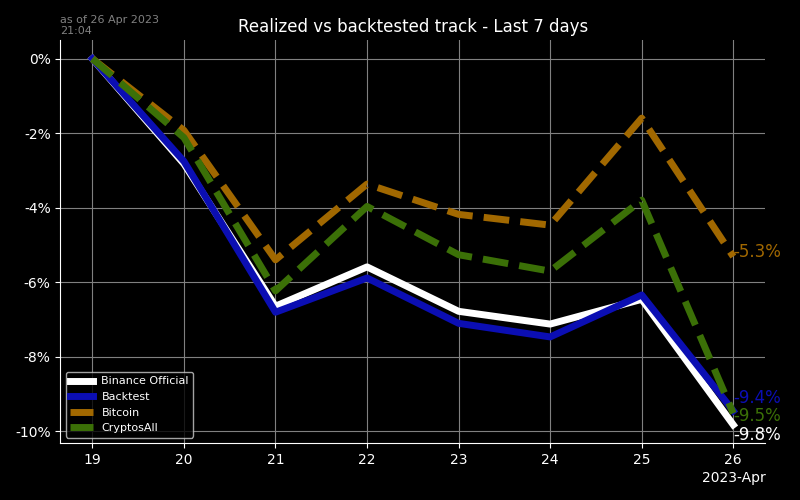 as of 26 Apr 2023
21:04
Realized vs backtested track - Last 7 days
0%
-2%
-4%
-6%
-8%
-10%
-5.3%
-9.4%
-9.5%
-9.8%
Binance Official
Backtest
Bitcoin
CryptosAll
19 20 21 22 23 24 25 26
2023-Apr